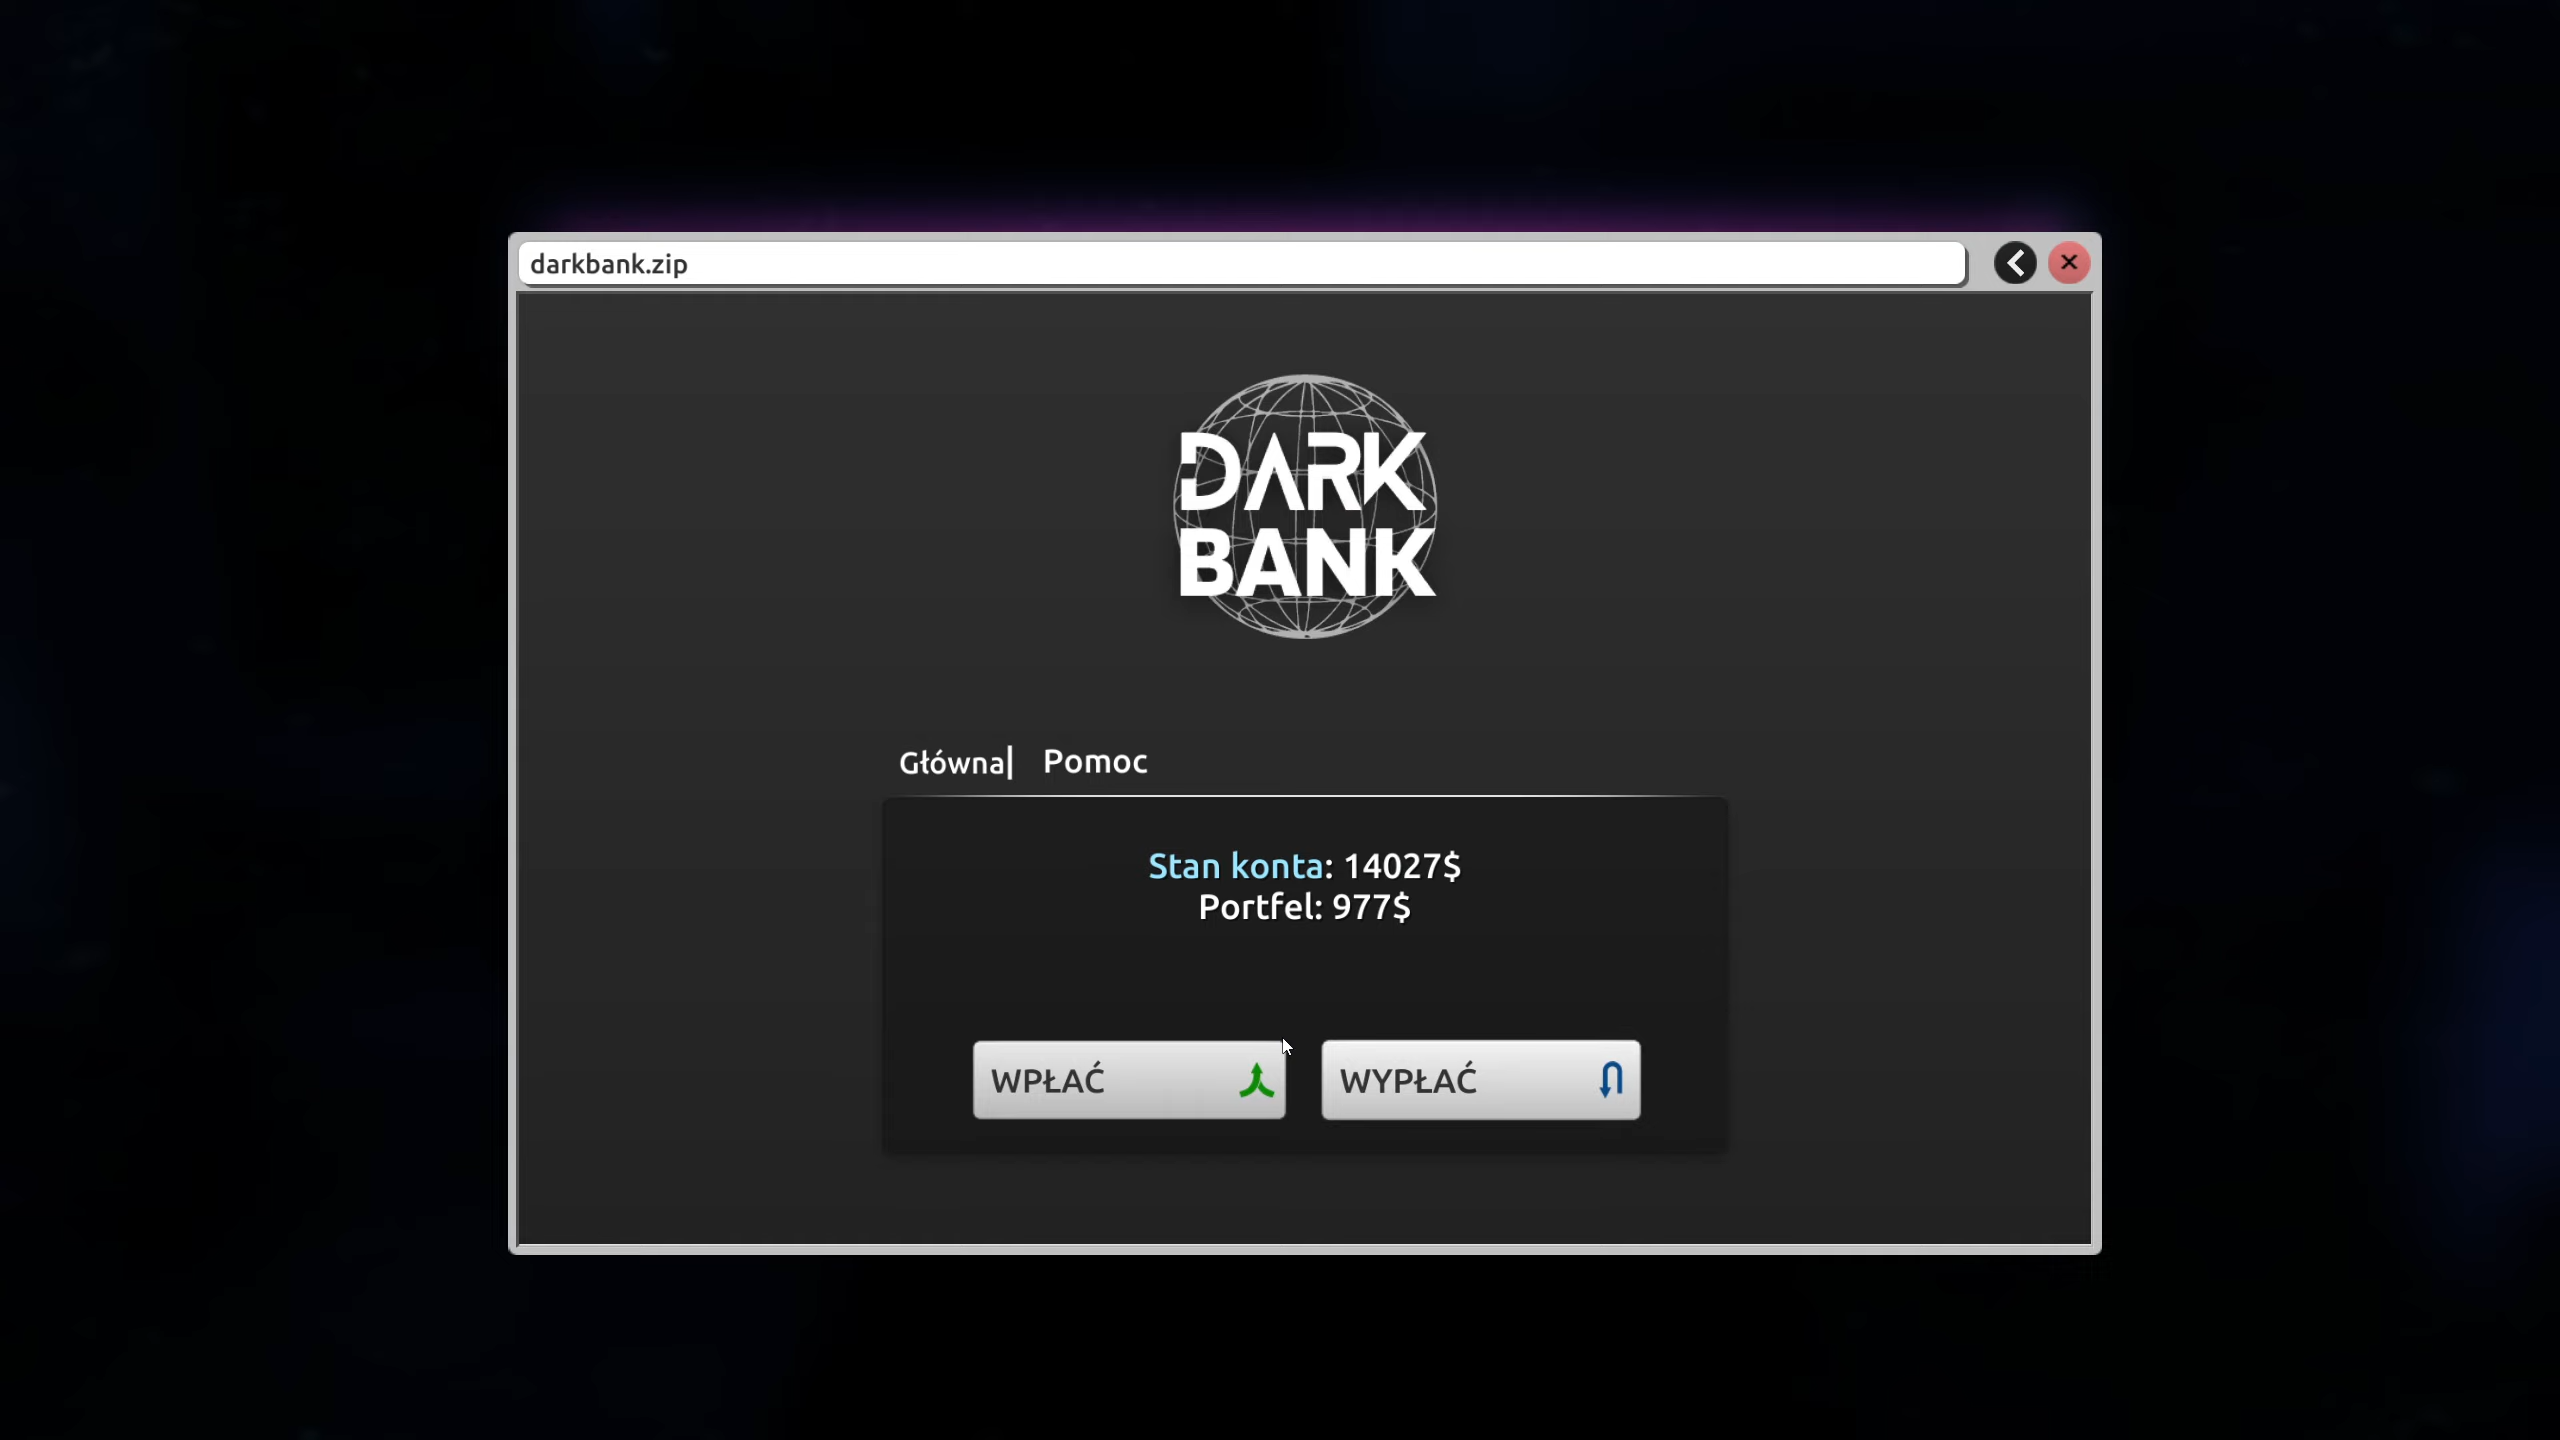 darkbank.zip
DARK
BANK
Główna| Pomoc
Stan konta: 14027$
Portfel: 977$
WPŁAĆ WYPŁAĆ